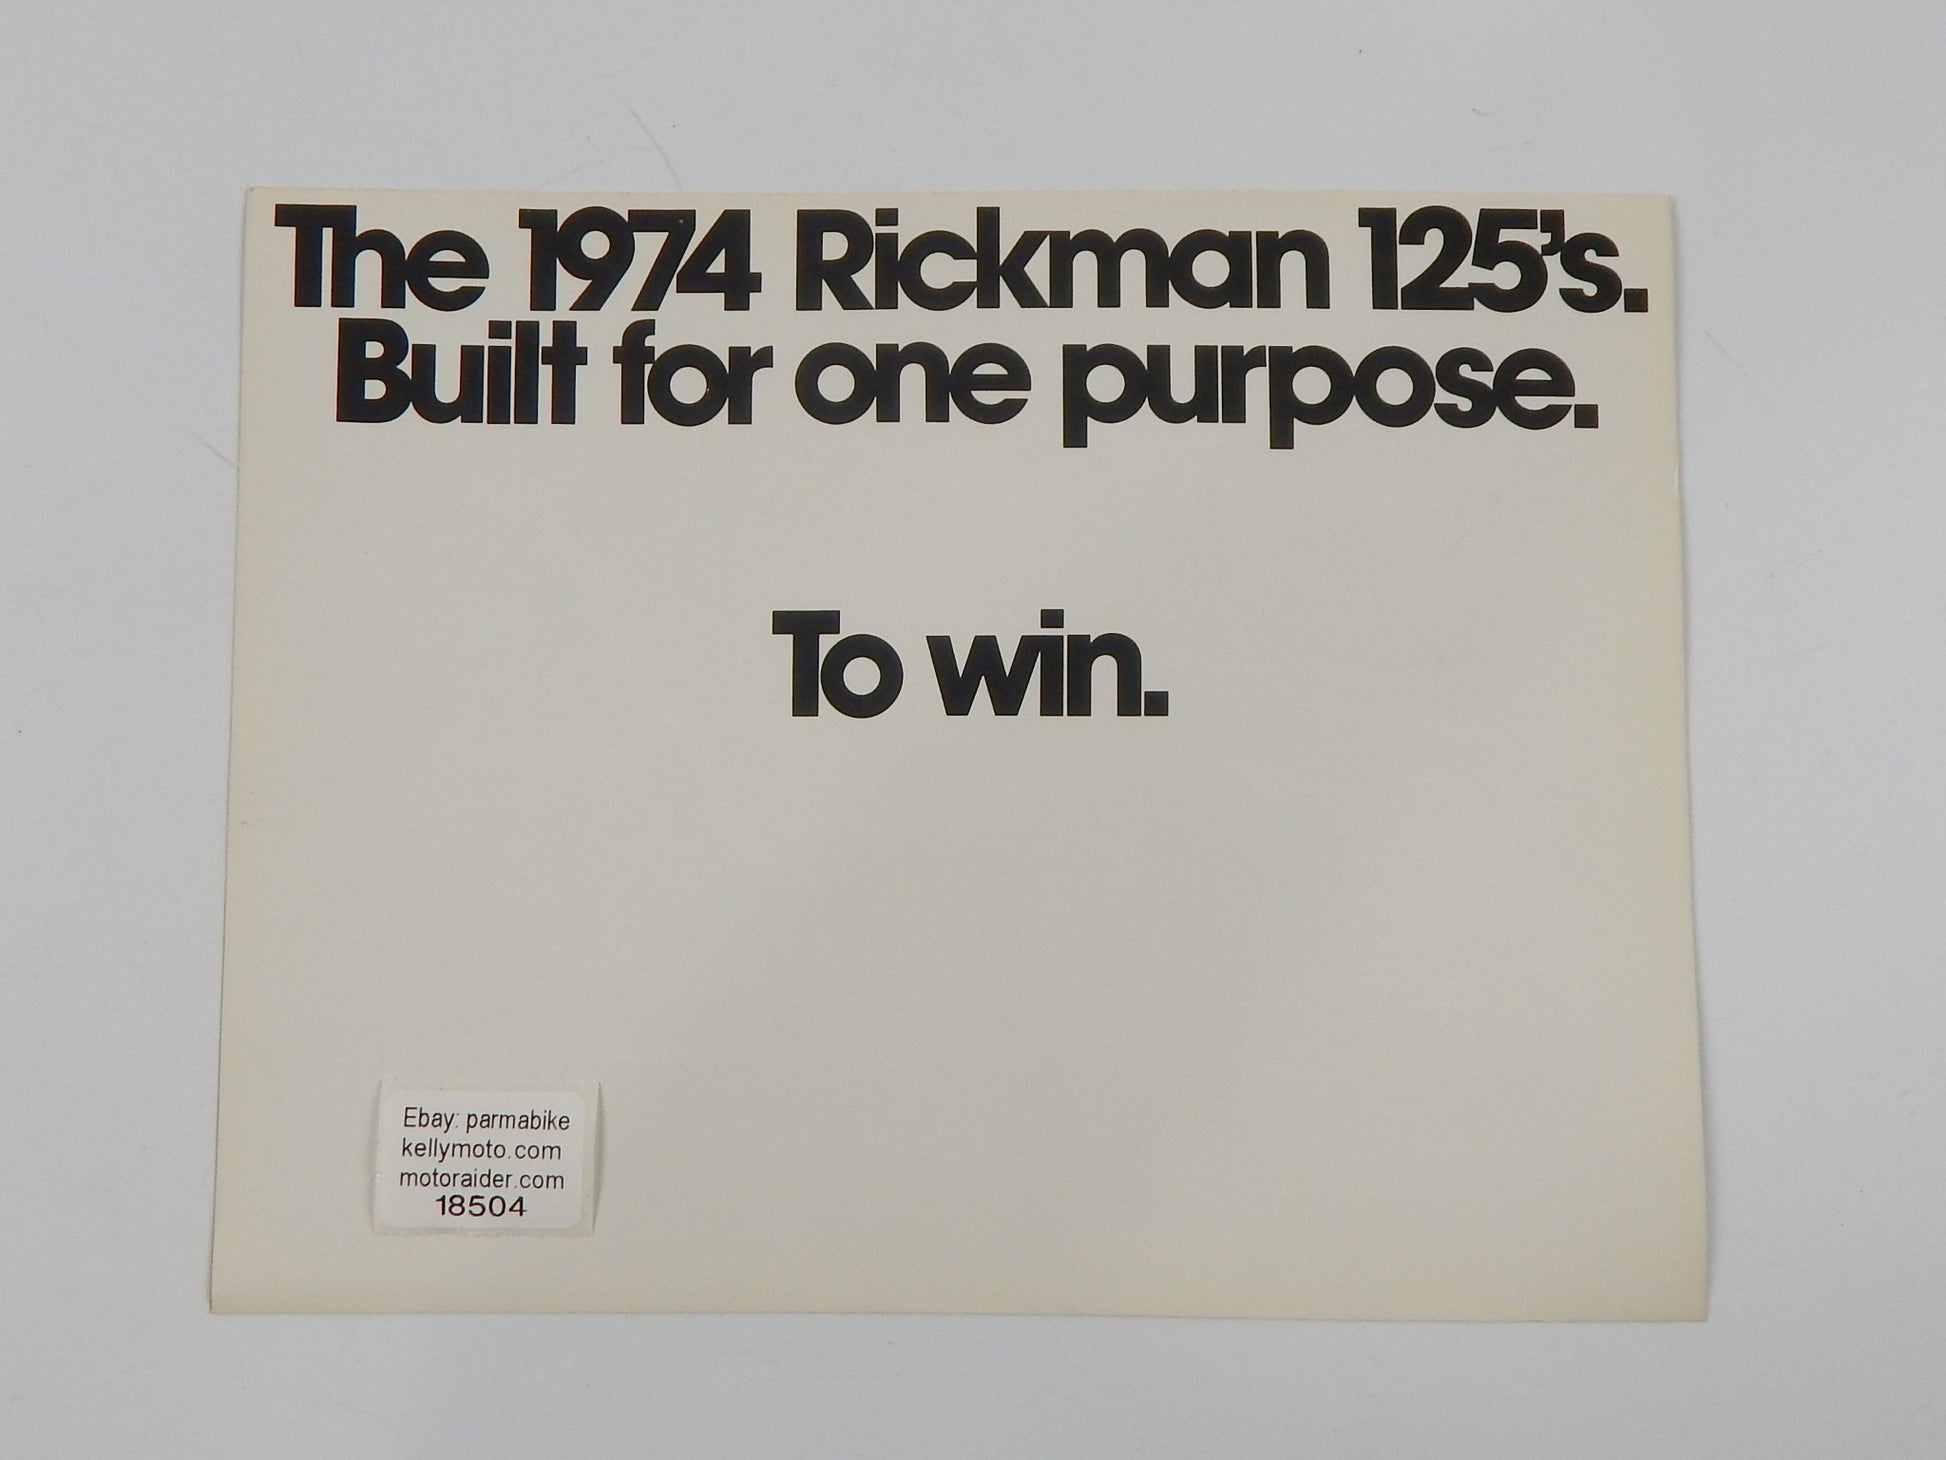 The 1974 Rickman 125's.
Built for one purpose.
To win.
Ebay: parmabike
kellymoto.com
motoraider.com
18504